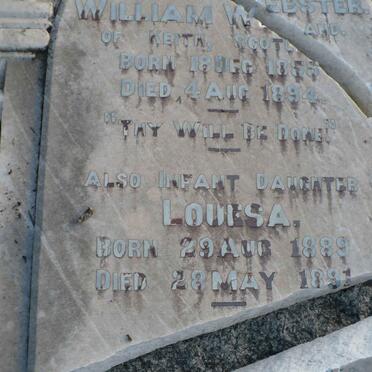 WILLIAM WEBSTER
OF KEITH, SCOTLAND.
BORN 18 DEC 1855
DIED, 4 AUG 1894.
"THY WILL BE DONE."
ALSO INFANT DAUGHTER
LOUESA,
BORN 29 AUG 1889
DIED 28 MAY 1891